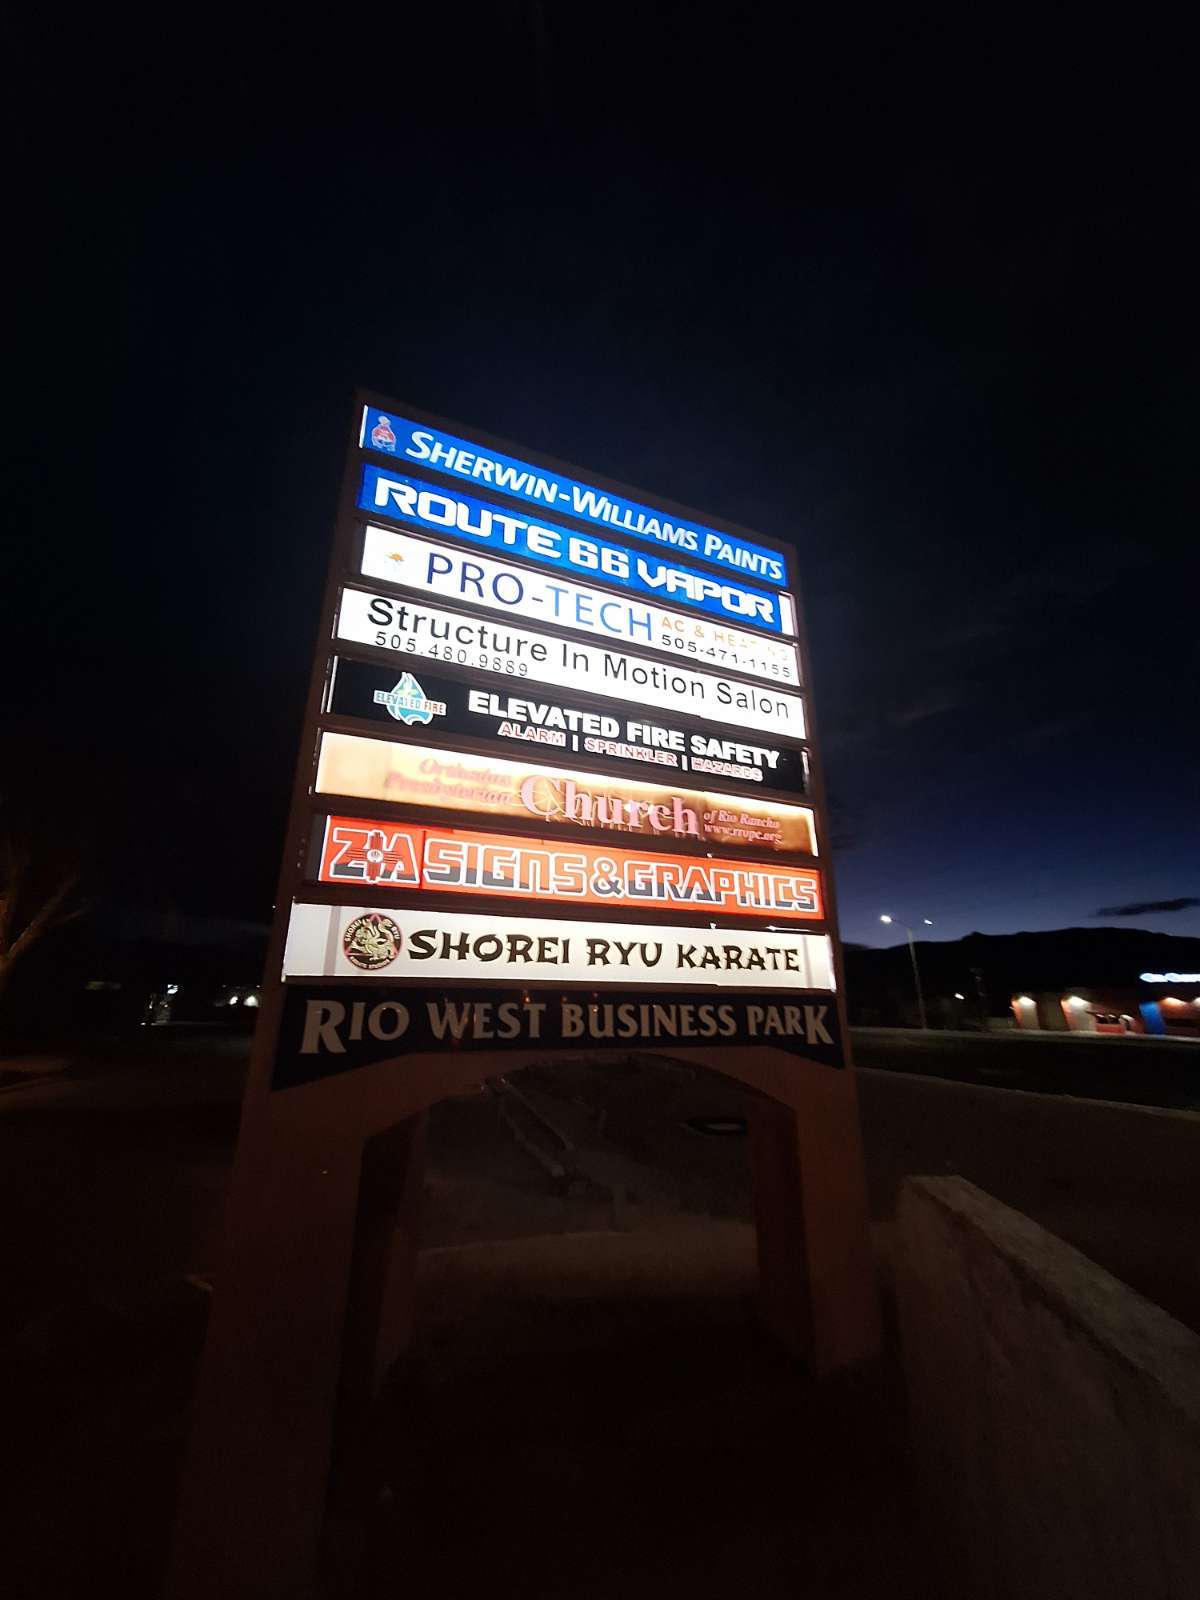 SHERWIN-WILLIAMS PAINTS
ROUTE 66 VAPOR
PRO-TECH AC & HEATING
505-471-1155
Structure In Motion Salon
505.480.9889
ELEVATED FIRE
ELEVATED FIRE SAFETY
ALARM | SPRINKLER | HAZARDS
Orthodox
Presbyterian
Church
of Rio Rancho
www.rropc.org
ZIA SIGNS & GRAPHICS
SHOREI RYU
SHOREI RYU KARATE
RIO WEST BUSINESS PARK